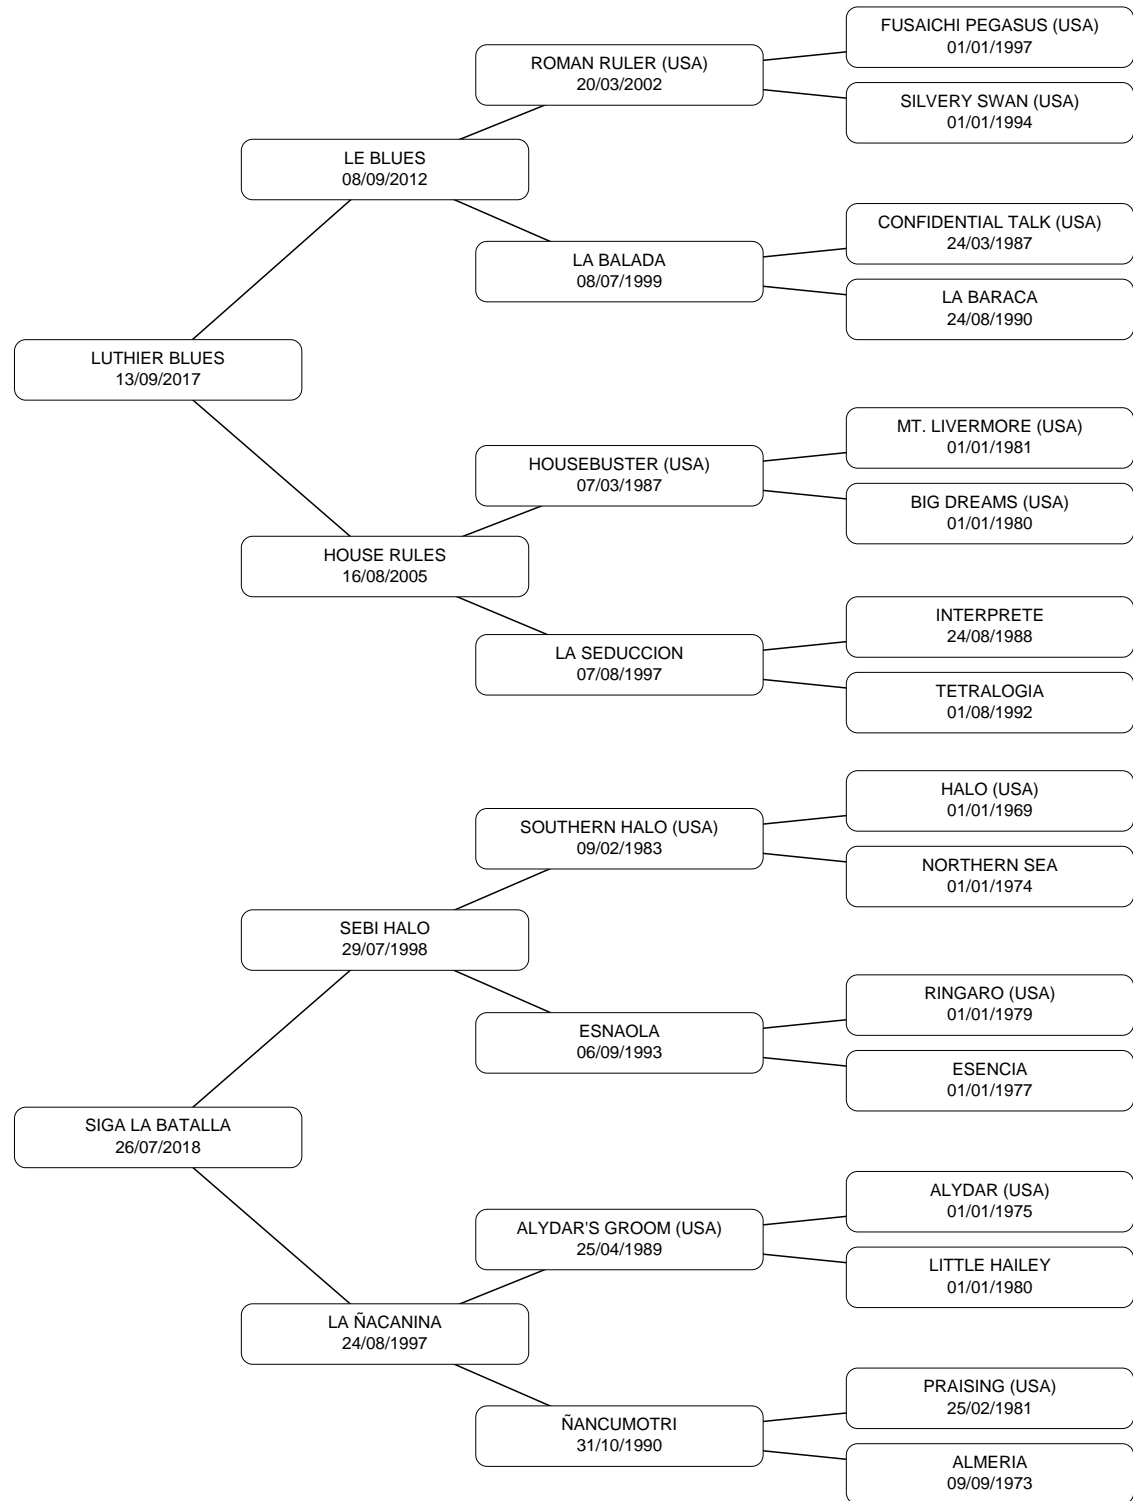 FUSAICHI PEGASUS (USA)
01/01/1997
ROMAN RULER (USA)
20/03/2002
SILVERY SWAN (USA)
01/01/1994
LE BLUES
08/09/2012
CONFIDENTIAL TALK (USA)
24/03/1987
LA BALADA
08/07/1999
LA BARACA
24/08/1990
LUTHIER BLUES
13/09/2017
MT. LIVERMORE (USA)
01/01/1981
HOUSEBUSTER (USA)
07/03/1987
BIG DREAMS (USA)
01/01/1980
HOUSE RULES
16/08/2005
INTERPRETE
24/08/1988
LA SEDUCCION
07/08/1997
TETRALOGIA
01/08/1992
HALO (USA)
01/01/1969
SOUTHERN HALO (USA)
09/02/1983
NORTHERN SEA
01/01/1974
SEBI HALO
29/07/1998
RINGARO (USA)
01/01/1979
ESNAOLA
06/09/1993
ESENCIA
01/01/1977
SIGA LA BATALLA
26/07/2018
ALYDAR (USA)
01/01/1975
ALYDAR'S GROOM (USA)
25/04/1989
LITTLE HAILEY
01/01/1980
LA ÑACANINA
24/08/1997
PRAISING (USA)
25/02/1981
ÑANCUMOTRI
31/10/1990
ALMERIA
09/09/1973